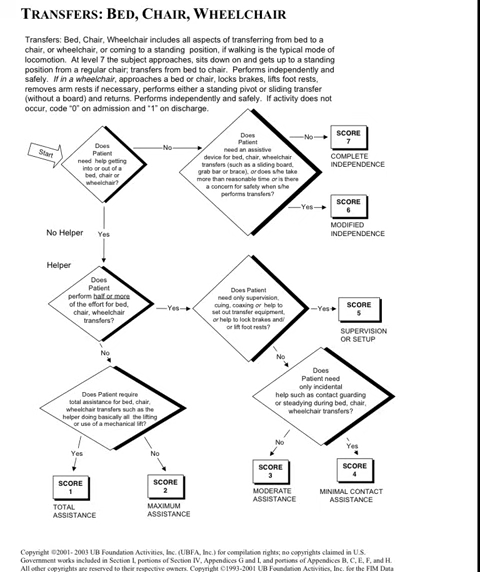 TRANSFERS: BED, CHAIR, WHEELCHAIR
Transfers: Bed, Chair, Wheelchair includes all aspects of transferring from bed to a
chair, or wheelchair, or coming to a standing position, if walking is the typical mode of
locomotion. At level 7 the subject approaches, sits down on and gets up to a standing
position from a regular chair; transfers from bed to chair. Performs independently and
safely. If in a wheelchair, approaches a bed or chair, locks brakes, lifts foot rests,
removes arm rests if necessary, performs either a standing pivot or sliding transfer
(without a board) and returns. Performs independently and safely. If activity does not
occur, code “0” on admission and “1” on discharge.
Start
Does
Patient
need help getting
into or out of a
bed, chair or
wheelchair?
No
Does
Patient
need an assistive
device for bed, chair, wheelchair
transfers (such as a sliding board,
grab bar or brace), or does s/he take
more than reasonable time or is there
a concern for safety when s/he
performs transfers?
No
SCORE
7
COMPLETE
INDEPENDENCE
Yes
SCORE
6
MODIFIED
INDEPENDENCE
No Helper
Yes
Helper
Does
Patient
perform half or more
of the effort for bed,
chair, wheelchair
transfers?
Yes
Does Patient
need only supervision,
cuing, coaxing or help to
set out transfer equipment,
or help to lock brakes and/
or lift foot rests?
Yes
SCORE
5
SUPERVISION
OR SETUP
No
No
Does Patient require
total assistance for bed, chair,
wheelchair transfers such as the
helper doing basically all the lifting
or use of a mechanical lift?
Does
Patient need
only incidental
help such as contact guarding
or steadying during bed, chair,
wheelchair transfers?
Yes
No
No
Yes
SCORE
1
TOTAL
ASSISTANCE
SCORE
2
MAXIMUM
ASSISTANCE
SCORE
3
MODERATE
ASSISTANCE
SCORE
4
MINIMAL CONTACT
ASSISTANCE
Copyright ©2001- 2003 UB Foundation Activities, Inc. (UBFA, Inc.) for compilation rights; no copyrights claimed in U.S.
Government works included in Section I, portions of Section IV, Appendices G and I, and portions of Appendices B, C, E, F, and H.
All other copyrights are reserved to their respective owners. Copyright ©1993-2001 UB Foundation Activities, Inc. for the FIM Data